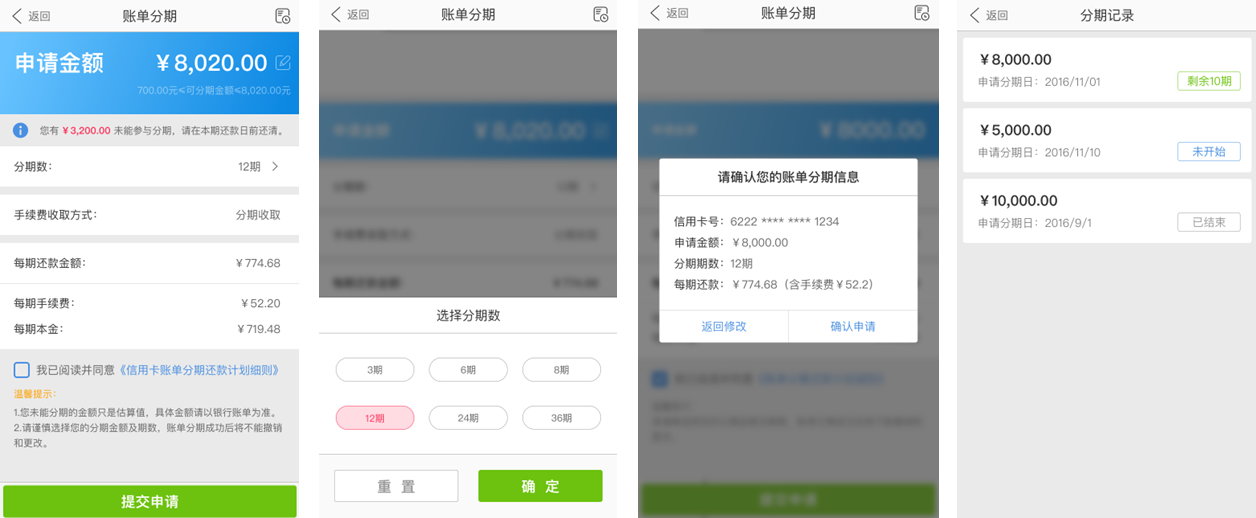 返回
账单分期
申请金额
￥8,020.00
700.00元≤可分期金额≤8,020.00元
您有 ￥3,200.00 未能参与分期，请在本期还款日前还清。
分期数：
12期
手续费收取方式：
分期收取
每期还款金额：
￥774.68
每期手续费：
￥52.20
每期本金：
￥719.48
我已阅读并同意《信用卡账单分期还款计划细则》
温馨提示：
1.您未能分期的金额只是估算值，具体金额请以银行账单为准。
2.请谨慎选择您的分期金额及期数，账单分期成功后将不能撤销
和更改。
提交申请
返回
账单分期
申请金额
￥8,020.00
选择分期数
3期
6期
8期
12期
24期
36期
重 置
确 定
返回
账单分期
￥8000.00
请确认您的账单分期信息
信用卡号：6222 **** **** 1234
申请金额：￥8,000.00
分期期数：12期
每期还款：￥774.68（含手续费￥52.2）
返回修改
确认申请
提交申请
返回
分期记录
￥8,000.00
申请分期日：2016/11/01
剩余10期
￥5,000.00
申请分期日：2016/11/10
未开始
￥10,000.00
申请分期日：2016/9/1
已结束